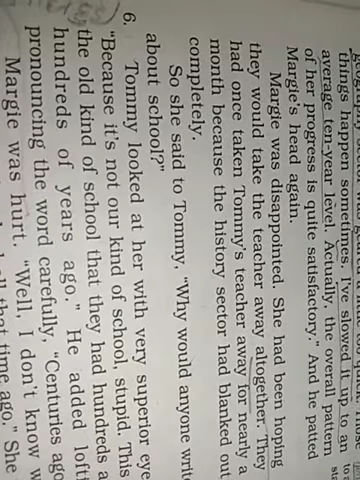 things happen sometimes. I've slowed it up to an
average ten-year level. Actually, the overall pattern
of her progress is quite satisfactory." And he patted
Margie's head again.
Margie was disappointed. She had been hoping
they would take the teacher away altogether. They
had once taken Tommy's teacher away for nearly a
month because the history sector had blanked out
completely.
So she said to Tommy, "Why would anyone write
about school?"
6. Tommy looked at her with very superior eye
"Because it's not our kind of school, stupid. This
the old kind of school that they had hundreds a
hundreds of years ago." He added loft
pronouncing the word carefully, "Centuries ago
Margie was hurt. "Well, I don't know w
all that time ago." She